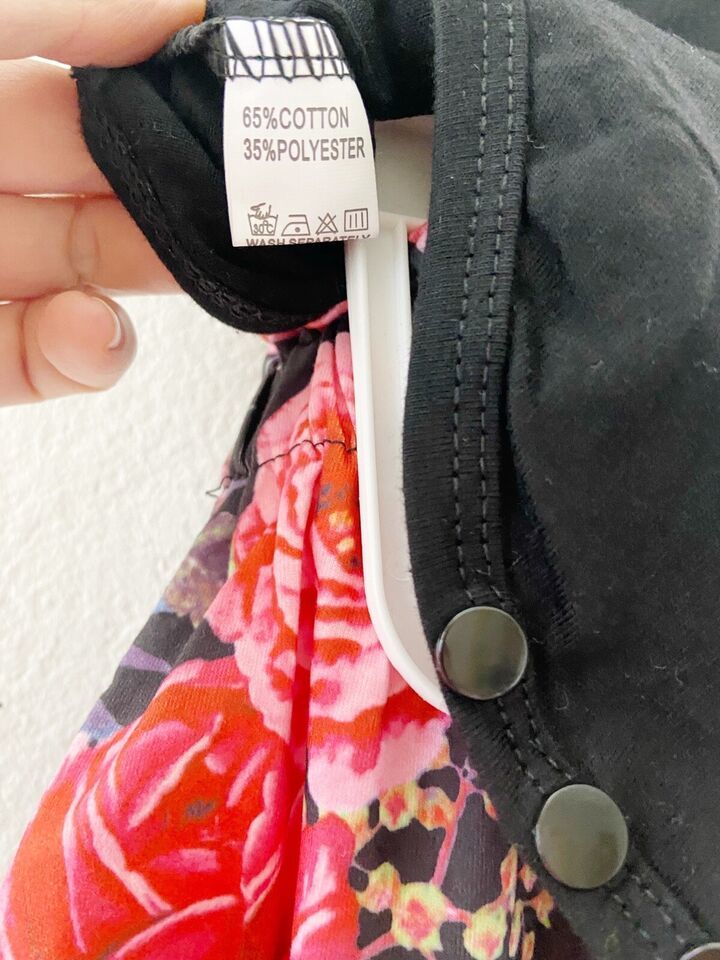 65%COTTON
35%POLYESTER
30°C
WASH SEPARATELY